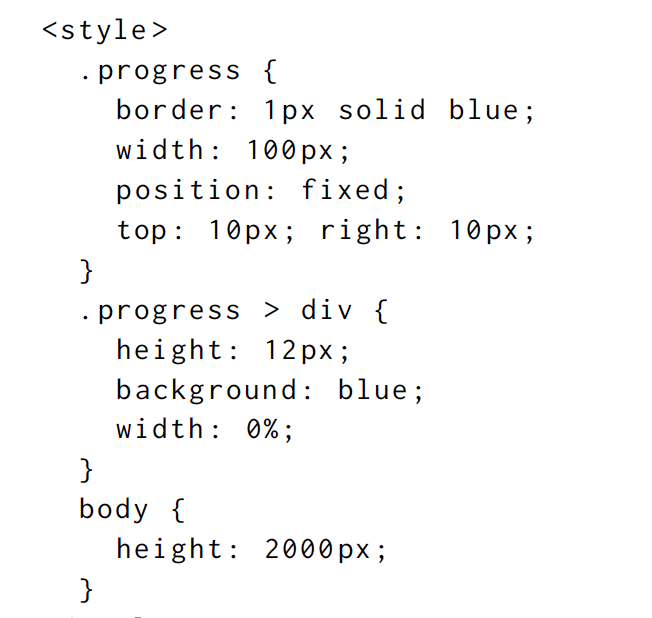 <style>
.progress {
border: 1px solid blue;
width: 100px;
position: fixed;
top: 10px; right: 10px;
}
.progress > div {
height: 12px;
background: blue;
width: 0%;
}
body {
height: 2000px;
}